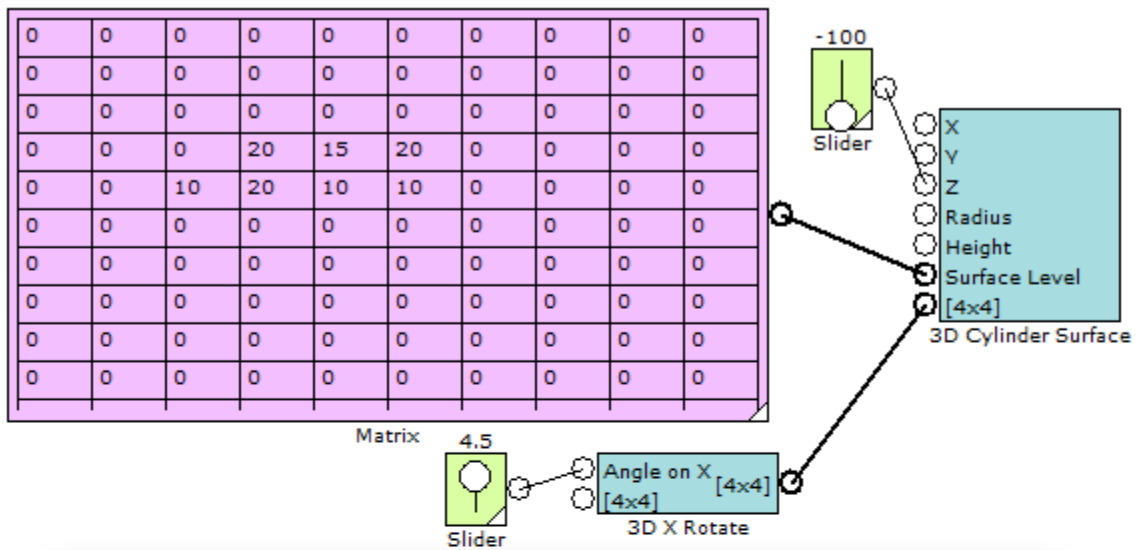 0 0 0 0 0 0 0 0 0 0
0 0 0 0 0 0 0 0 0 0
0 0 0 0 0 0 0 0 0 0
0 0 0 20 15 20 0 0 0 0
0 0 10 20 10 10 0 0 0 0
0 0 0 0 0 0 0 0 0 0
0 0 0 0 0 0 0 0 0 0
0 0 0 0 0 0 0 0 0 0
0 0 0 0 0 0 0 0 0 0
0 0 0 0 0 0 0 0 0 0
Matrix
-100
Slider
X
Y
Z
Radius
Height
Surface Level
[4x4]
3D Cylinder Surface
4.5
Slider
Angle on X [4x4]
[4x4]
3D X Rotate